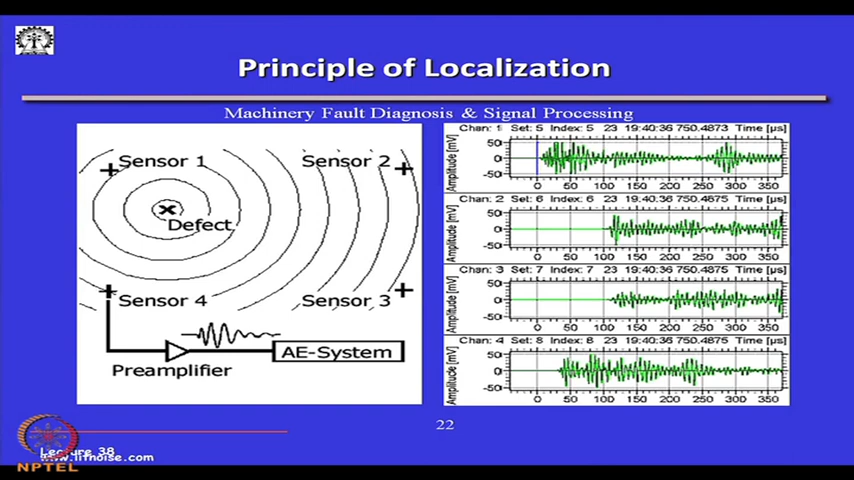 Principle of Localization
Machinery Fault Diagnosis & Signal Processing
Sensor 1
Sensor 2
Defect
Sensor 4
Sensor 3
Preamplifier
AE-System
Chan: 1 Set: 5 Index: 5 23 19:40:36 750.4873 Time [µs]
Amplitude [mV]
50
0
-50
0 50 100 150 200 250 300 350
Chan: 2 Set: 6 Index: 6 23 19:40:36 750.4875 Time [µs]
Amplitude [mV]
50
0
-50
0 50 100 150 200 250 300 350
Chan: 3 Set: 7 Index: 7 23 19:40:36 750.4875 Time [µs]
Amplitude [mV]
50
0
-50
0 50 100 150 200 250 300 350
Chan: 4 Set: 8 Index: 8 23 19:40:36 750.4875 Time [µs]
Amplitude [mV]
50
0
-50
0 50 100 150 200 250 300 350
22
Lecture 38
www.iitnoise.com
NPTEL